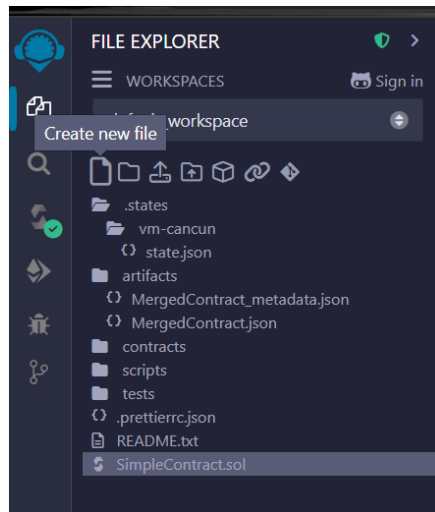 FILE EXPLORER
WORKSPACES Sign in
workspace
Create new file
.states
vm-cancun
{} state.json
artifacts
{} MergedContract_metadata.json
{} MergedContract.json
contracts
scripts
tests
{} .prettierrc.json
README.txt
SimpleContract.sol